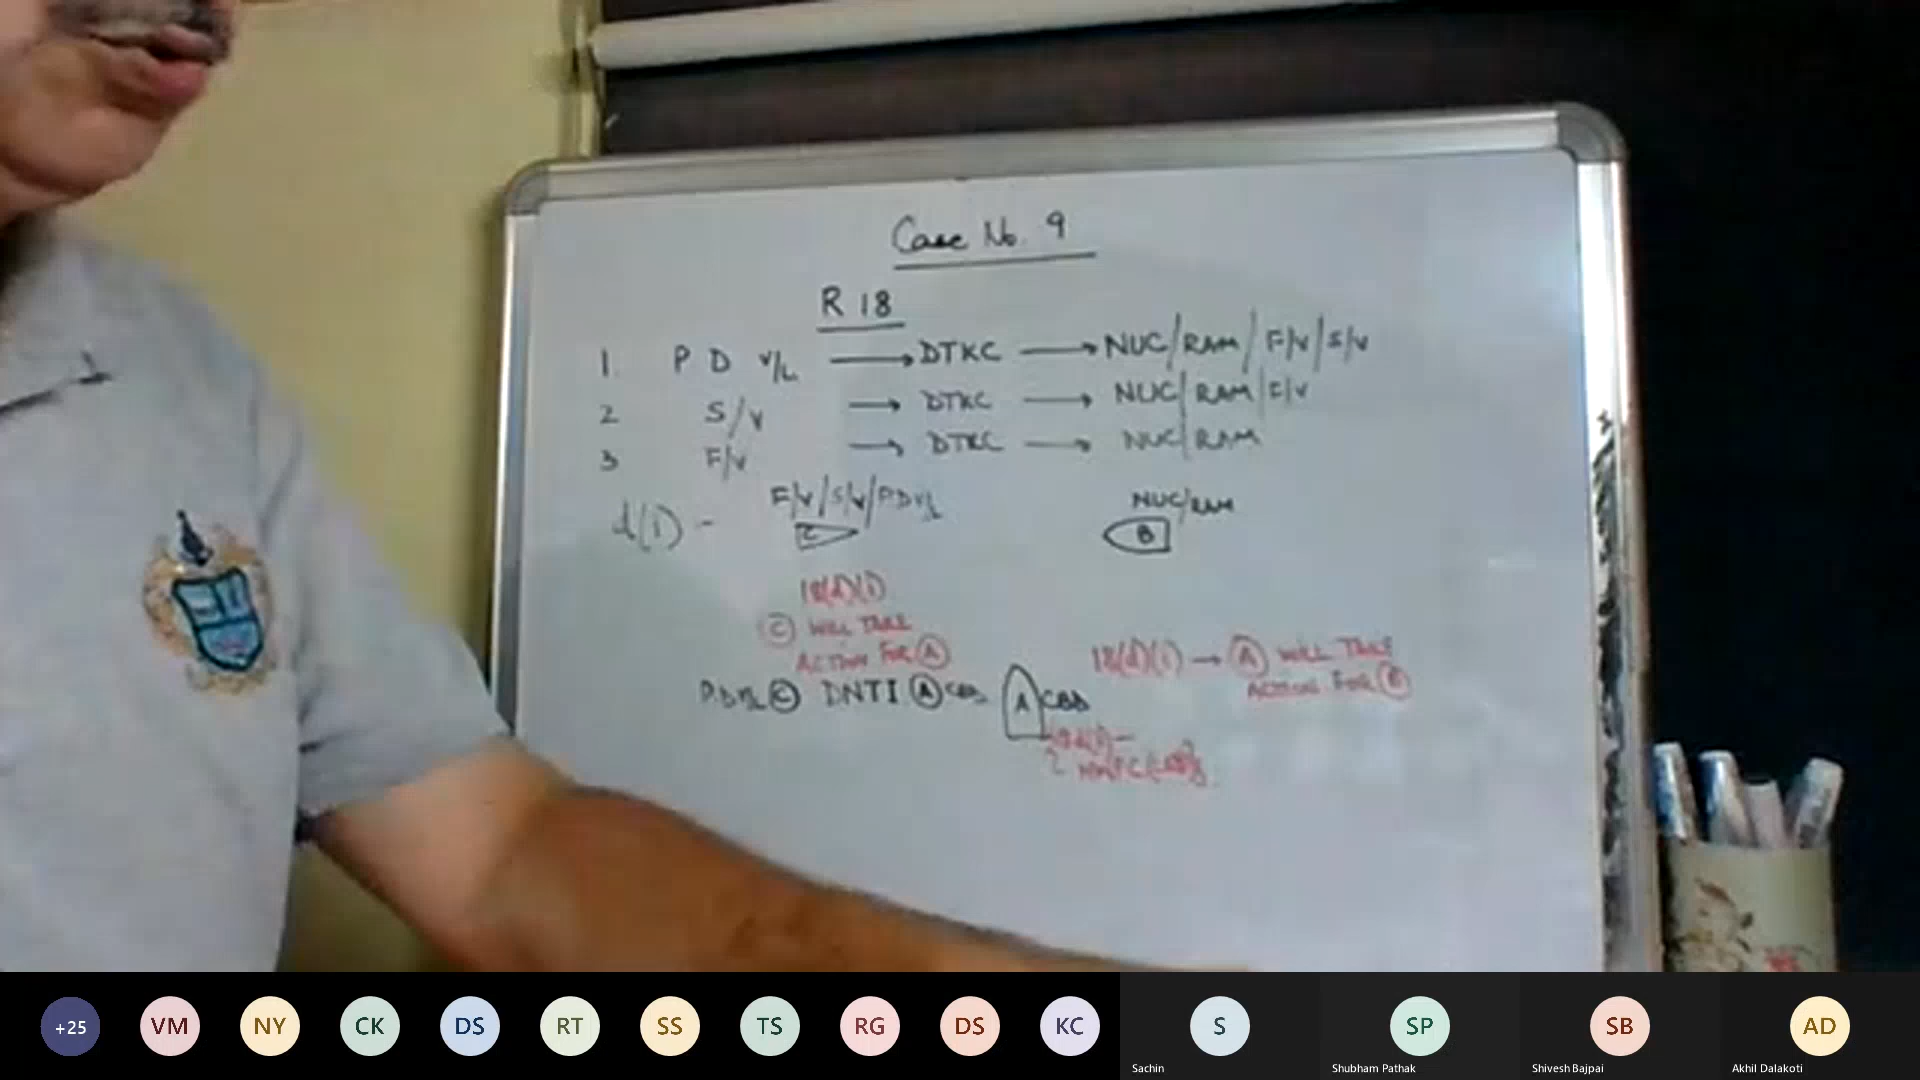 Case No. 9
R 18
1. P D V/L → DTKC → NUC/RAM/F/V/S/V
2 S/V → DTKC → NUC/RAM/F/V
3 F/V → DTKC → NUC/RAM
d(i) - F/V/S/V/PDV/L NUC/RAM
C B
18(d)(i)
C WILL TAKE
ACTION FOR A
18(d)(i) → A WILL TAKE
ACTION FOR B
P.D V/L C DNTI A CBD A CBD
+25 VM NY CK DS RT SS TS RG DS KC S SP SB AD
Sachin Shubham Pathak Shivesh Bajpai Akhil Dalakoti